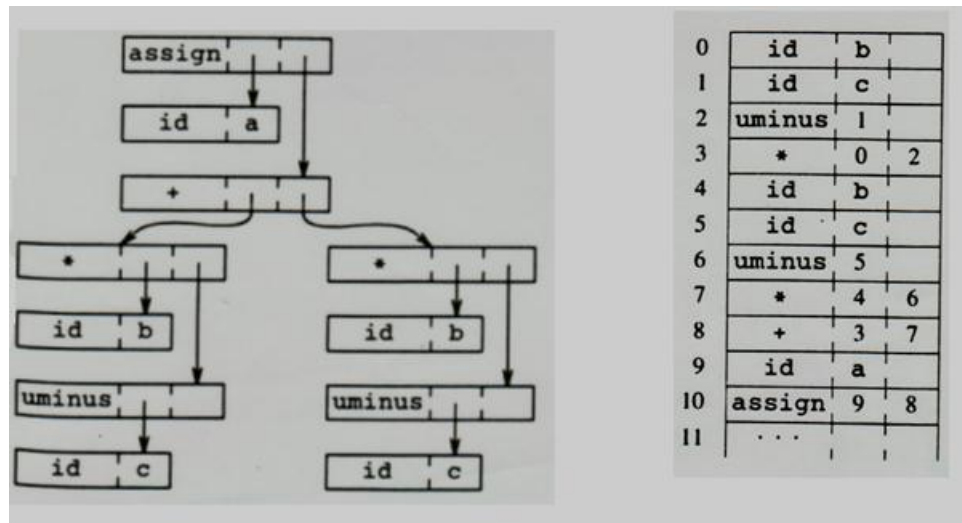 assign
id a
+
* *
id b id b
uminus uminus
id c id c
0 id b
1 id c
2 uminus 1
3 * 0 2
4 id b
5 id c
6 uminus 5
7 * 4 6
8 + 3 7
9 id a
10 assign 9 8
11 ...